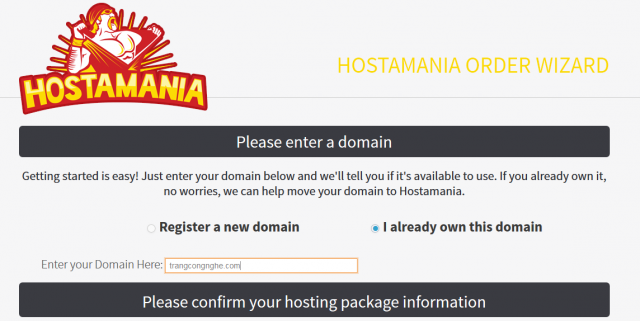 HOSTAMANIA
HOSTAMANIA ORDER WIZARD
Please enter a domain
Getting started is easy! Just enter your domain below and we'll tell you if it's available to use. If you already own it,
no worries, we can help move your domain to Hostamania.
Register a new domain
I already own this domain
Enter your Domain Here: trangcongnghe.com
Please confirm your hosting package information